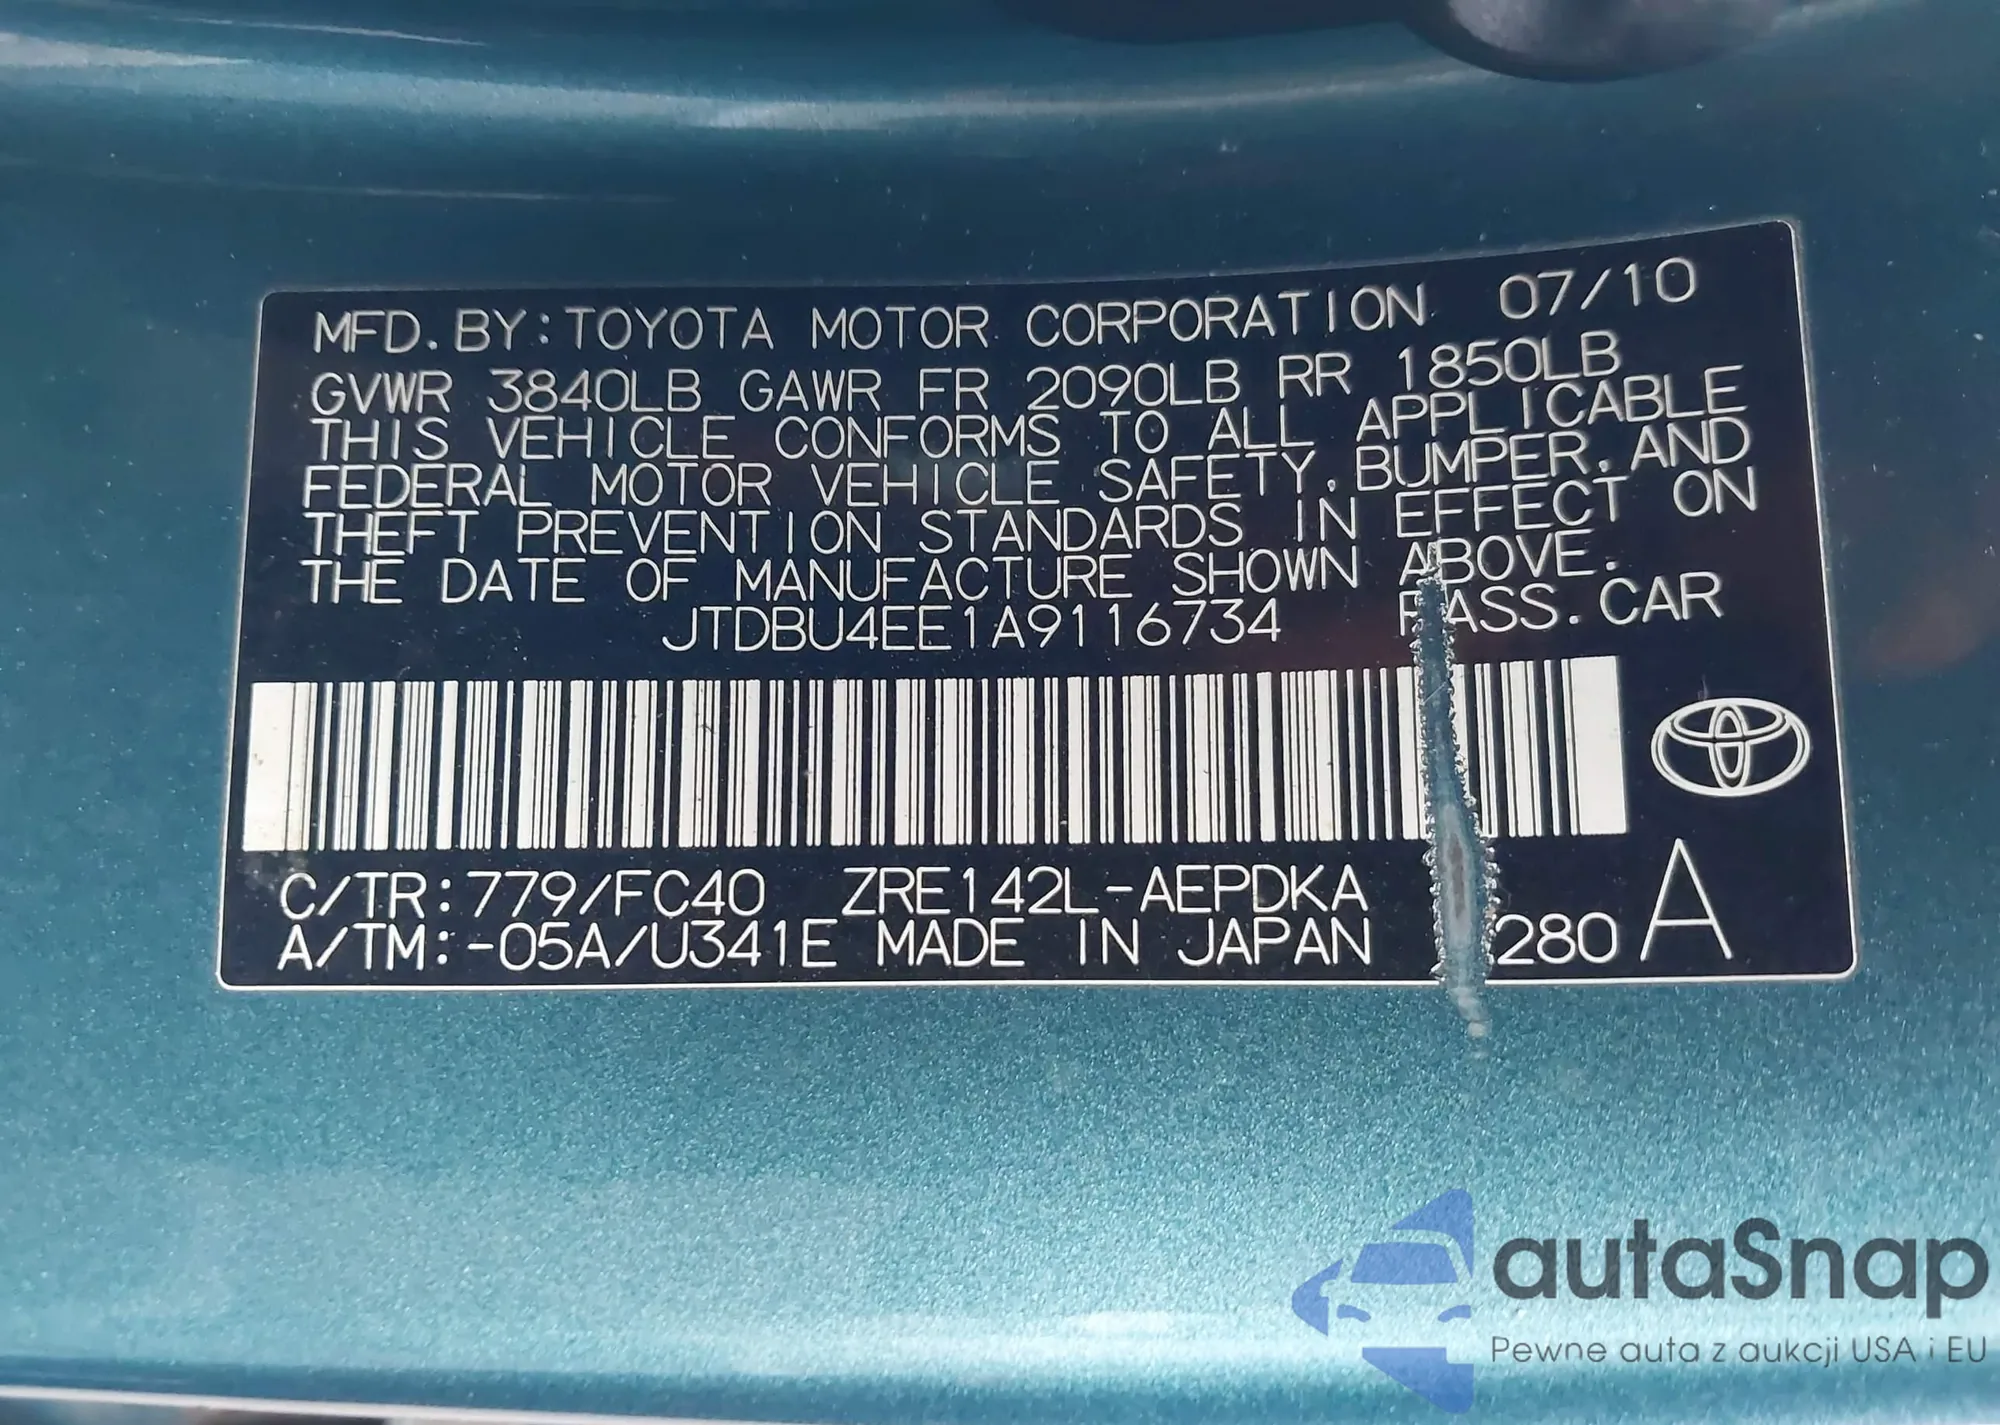 MFD. BY: TOYOTA MOTOR CORPORATION 07/10
GVWR 3840LB GAWR FR 2090LB RR 1850LB
THIS VEHICLE CONFORMS TO ALL APPLICABLE
FEDERAL MOTOR VEHICLE SAFETY, BUMPER, AND
THEFT PREVENTION STANDARDS IN EFFECT ON
THE DATE OF MANUFACTURE SHOWN ABOVE.
JTDBU4EE1A9116734 PASS. CAR
C/TR: 779/FC40 ZRE142L-AEPDKA
A/TM: -05A/U341E MADE IN JAPAN 280 A
autaSnap
Pewne auta z aukcji USA i EU